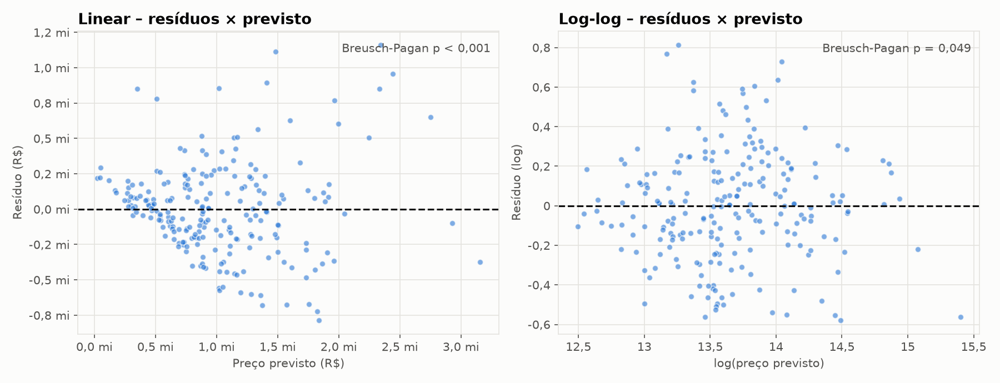 Linear – resíduos × previsto
Breusch-Pagan p < 0,001
Resíduo (R$)
1,2 mi
1,0 mi
0,8 mi
0,5 mi
0,2 mi
0,0 mi
-0,2 mi
-0,5 mi
-0,8 mi
0,0 mi 0,5 mi 1,0 mi 1,5 mi 2,0 mi 2,5 mi 3,0 mi
Preço previsto (R$)
Log-log – resíduos × previsto
Breusch-Pagan p = 0,049
Resíduo (log)
0,8
0,6
0,4
0,2
0
-0,2
-0,4
-0,6
12,5 13 13,5 14 14,5 15 15,5
log(preço previsto)